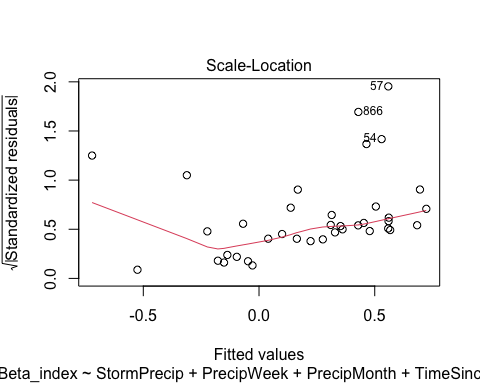 Scale-Location
√|Standardized residuals|
2.0
1.5
1.0
0.5
0.0
57
866
54
-0.5
0.0
0.5
Fitted values
Beta_index ~ StormPrecip + PrecipWeek + PrecipMonth + TimeSinc